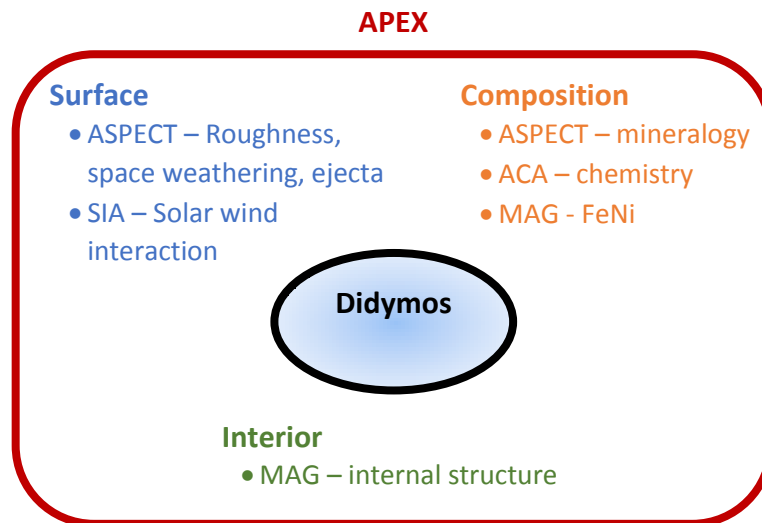 APEX
Surface
• ASPECT – Roughness,
space weathering, ejecta
• SIA – Solar wind
interaction
Composition
• ASPECT – mineralogy
• ACA – chemistry
• MAG - FeNi
Didymos
Interior
• MAG – internal structure